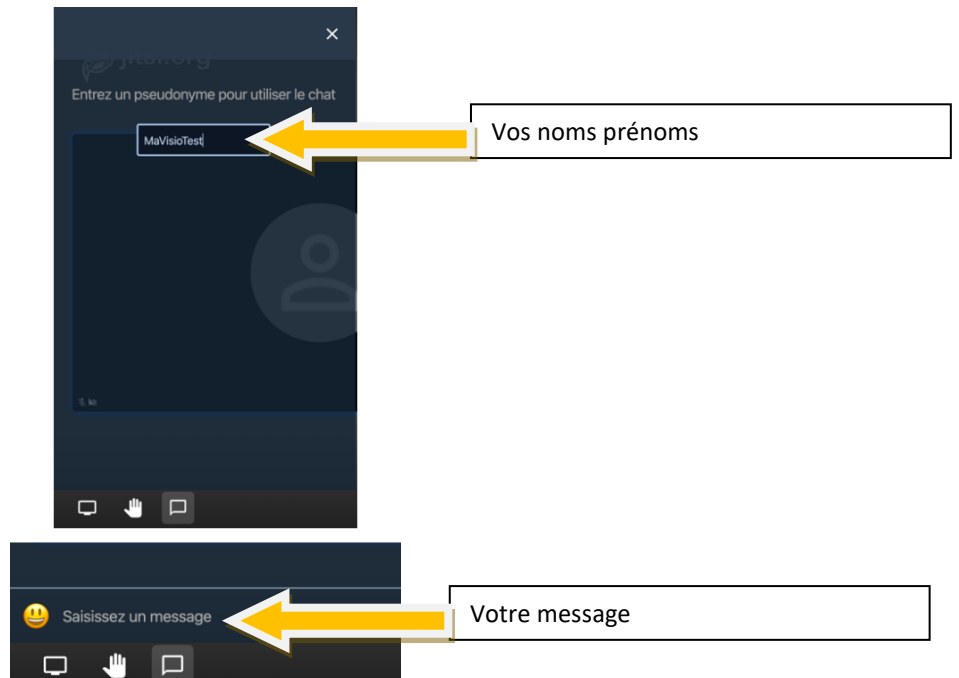 jitsi.org
Entrez un pseudonyme pour utiliser le chat
MaVisioTest
Vos noms prénoms
Saisissez un message
Votre message